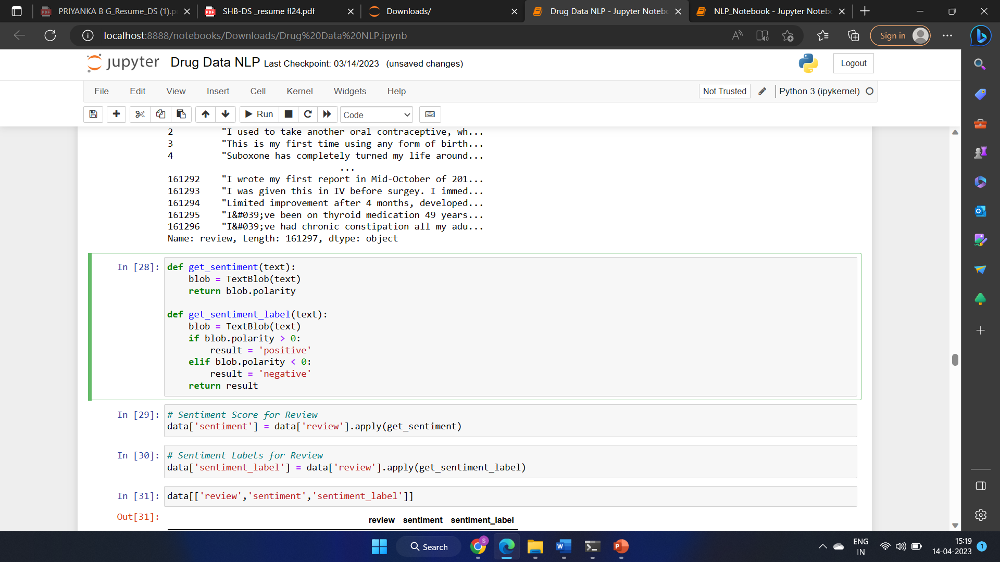 PRIYANKA B G_Resume_DS (1).p
SHB-DS _resume fl24.pdf
Downloads/
Drug Data NLP - Jupyter Notebo
NLP_Notebook - Jupyter Noteb
localhost:8888/notebooks/Downloads/Drug%20Data%20NLP.ipynb
Sign in
jupyter Drug Data NLP Last Checkpoint: 03/14/2023 (unsaved changes)
Logout
File Edit View Insert Cell Kernel Widgets Help
Not Trusted
Python 3 (ipykernel)
Run
Code
2 "I used to take another oral contraceptive, wh...
3 "This is my first time using any form of birth...
4 "Suboxone has completely turned my life around...
...
161292 "I wrote my first report in Mid-October of 201...
161293 "I was given this in IV before surgey. I immed...
161294 "Limited improvement after 4 months, developed...
161295 "I&#039;ve been on thyroid medication 49 years...
161296 "I&#039;ve had chronic constipation all my adu...
Name: review, Length: 161297, dtype: object
In [28]: def get_sentiment(text):
blob = TextBlob(text)
return blob.polarity
def get_sentiment_label(text):
blob = TextBlob(text)
if blob.polarity > 0:
result = 'positive'
elif blob.polarity < 0:
result = 'negative'
return result
In [29]: # Sentiment Score for Review
data['sentiment'] = data['review'].apply(get_sentiment)
In [30]: # Sentiment Labels for Review
data['sentiment_label'] = data['review'].apply(get_sentiment_label)
In [31]: data[['review','sentiment','sentiment_label']]
Out[31]:
review sentiment sentiment_label
Search
ENG
IN
15:19
14-04-2023
1